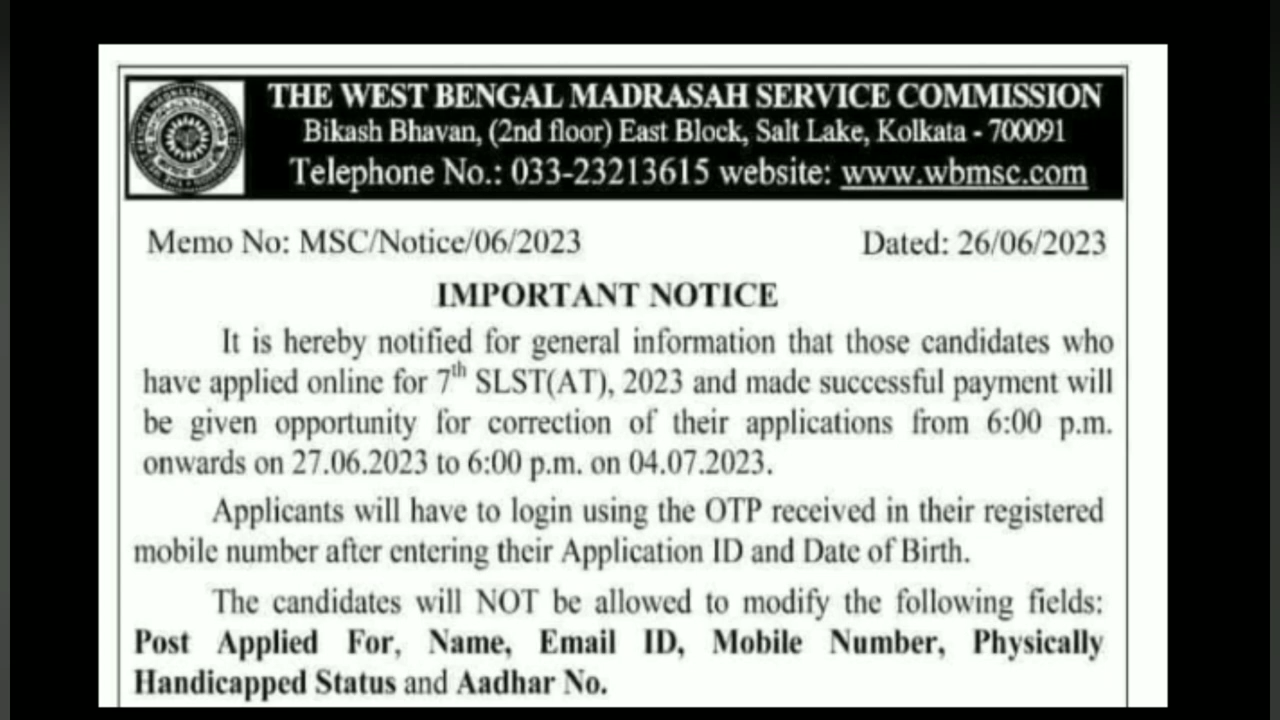 THE WEST BENGAL MADRASAH SERVICE COMMISSION
Bikash Bhavan, (2nd floor) East Block, Salt Lake, Kolkata - 700091
Telephone No.: 033-23213615 website: www.wbmsc.com
Memo No: MSC/Notice/06/2023 Dated: 26/06/2023
IMPORTANT NOTICE
It is hereby notified for general information that those candidates who
have applied online for 7th SLST(AT), 2023 and made successful payment will
be given opportunity for correction of their applications from 6:00 p.m.
onwards on 27.06.2023 to 6:00 p.m. on 04.07.2023.
Applicants will have to login using the OTP received in their registered
mobile number after entering their Application ID and Date of Birth.
The candidates will NOT be allowed to modify the following fields:
Post Applied For, Name, Email ID, Mobile Number, Physically
Handicapped Status and Aadhar No.